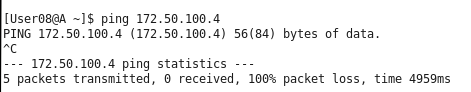 [User08@A ~]$ ping 172.50.100.4
PING 172.50.100.4 (172.50.100.4) 56(84) bytes of data.
^C
--- 172.50.100.4 ping statistics ---
5 packets transmitted, 0 received, 100% packet loss, time 4959ms